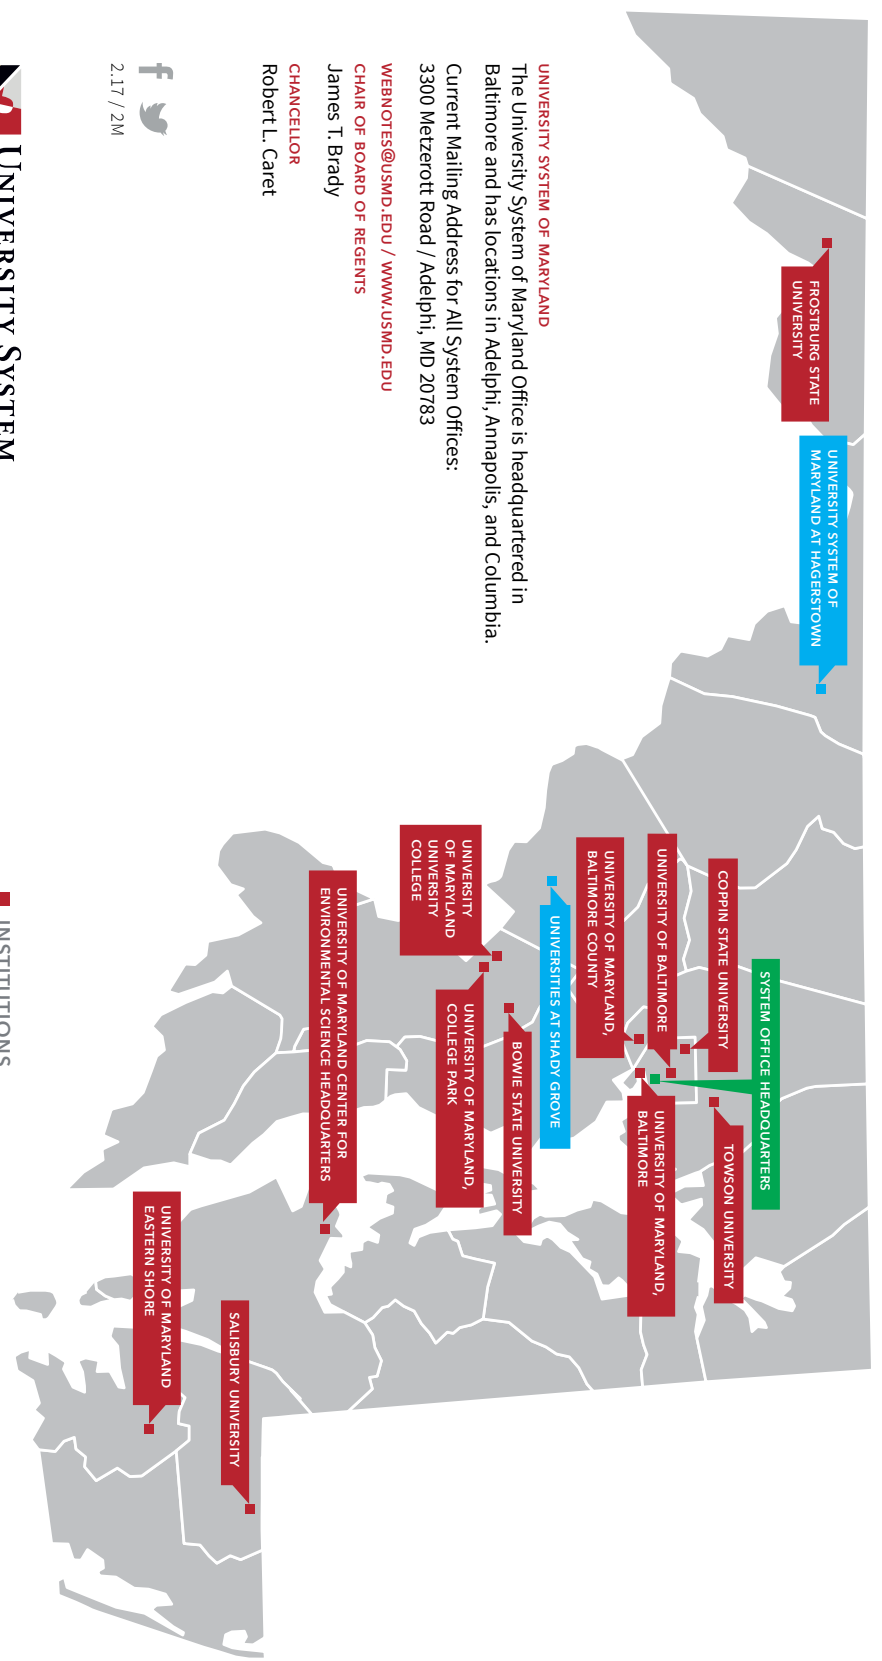 FROSTBURG STATE
UNIVERSITY
UNIVERSITY SYSTEM OF
MARYLAND AT HAGERSTOWN
SYSTEM OFFICE HEADQUARTERS
COPPIN STATE UNIVERSITY
TOWSON UNIVERSITY
UNIVERSITY OF BALTIMORE
UNIVERSITY OF MARYLAND,
BALTIMORE
UNIVERSITY OF MARYLAND,
BALTIMORE COUNTY
UNIVERSITIES AT SHADY GROVE
BOWIE STATE UNIVERSITY
UNIVERSITY
OF MARYLAND
UNIVERSITY
COLLEGE
UNIVERSITY OF MARYLAND,
COLLEGE PARK
UNIVERSITY OF MARYLAND CENTER FOR
ENVIRONMENTAL SCIENCE HEADQUARTERS
SALISBURY UNIVERSITY
UNIVERSITY OF MARYLAND
EASTERN SHORE
UNIVERSITY SYSTEM OF MARYLAND
The University System of Maryland Office is headquartered in
Baltimore and has locations in Adelphi, Annapolis, and Columbia.
Current Mailing Address for All System Offices:
3300 Metzerott Road / Adelphi, MD 20783
WEBNOTES@USMD.EDU / WWW.USMD.EDU
CHAIR OF BOARD OF REGENTS
James T. Brady
CHANCELLOR
Robert L. Caret
2.17 / 2M
UNIVERSITY SYSTEM
INSTITUTIONS